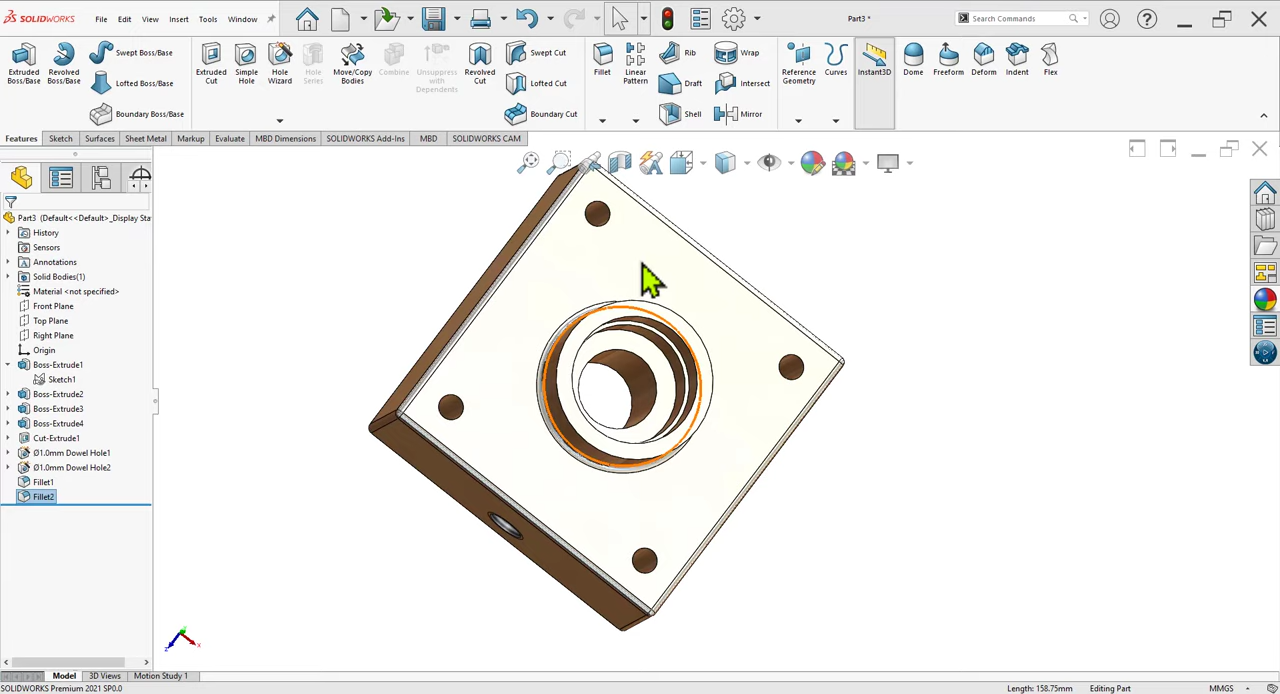 SOLIDWORKS File Edit View Insert Tools Window Part3 * Search Commands
Extruded Boss/Base
Revolved Boss/Base
Swept Boss/Base
Lofted Boss/Base
Boundary Boss/Base
Extruded Cut
Simple Hole
Hole Wizard
Hole Series
Move/Copy Bodies
Combine
Unsuppress with Dependents
Revolved Cut
Swept Cut
Lofted Cut
Boundary Cut
Fillet
Linear Pattern
Rib
Draft
Shell
Wrap
Intersect
Mirror
Reference Geometry
Curves
Instant3D
Dome
Freeform
Deform
Indent
Flex
Features Sketch Surfaces Sheet Metal Markup Evaluate MBD Dimensions SOLIDWORKS Add-Ins MBD SOLIDWORKS CAM
Part3 (Default<<Default>_Display Sta
History
Sensors
Annotations
Solid Bodies(1)
Material <not specified>
Front Plane
Top Plane
Right Plane
Origin
Boss-Extrude1
Sketch1
Boss-Extrude2
Boss-Extrude3
Boss-Extrude4
Cut-Extrude1
Ø1.0mm Dowel Hole1
Ø1.0mm Dowel Hole2
Fillet1
Fillet2
z x
Model 3D Views Motion Study 1
SOLIDWORKS Premium 2021 SP0.0 Length: 158.75mm Editing Part MMGS